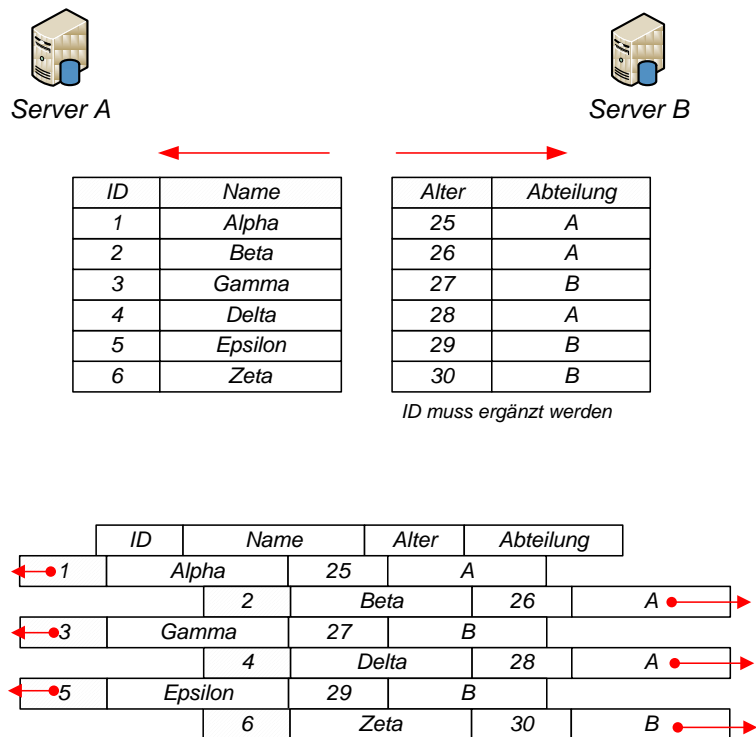 Server A Server B
ID Name Alter Abteilung
1 Alpha 25 A
2 Beta 26 A
3 Gamma 27 B
4 Delta 28 A
5 Epsilon 29 B
6 Zeta 30 B
ID muss ergänzt werden
ID Name Alter Abteilung
1 Alpha 25 A
2 Beta 26 A
3 Gamma 27 B
4 Delta 28 A
5 Epsilon 29 B
6 Zeta 30 B